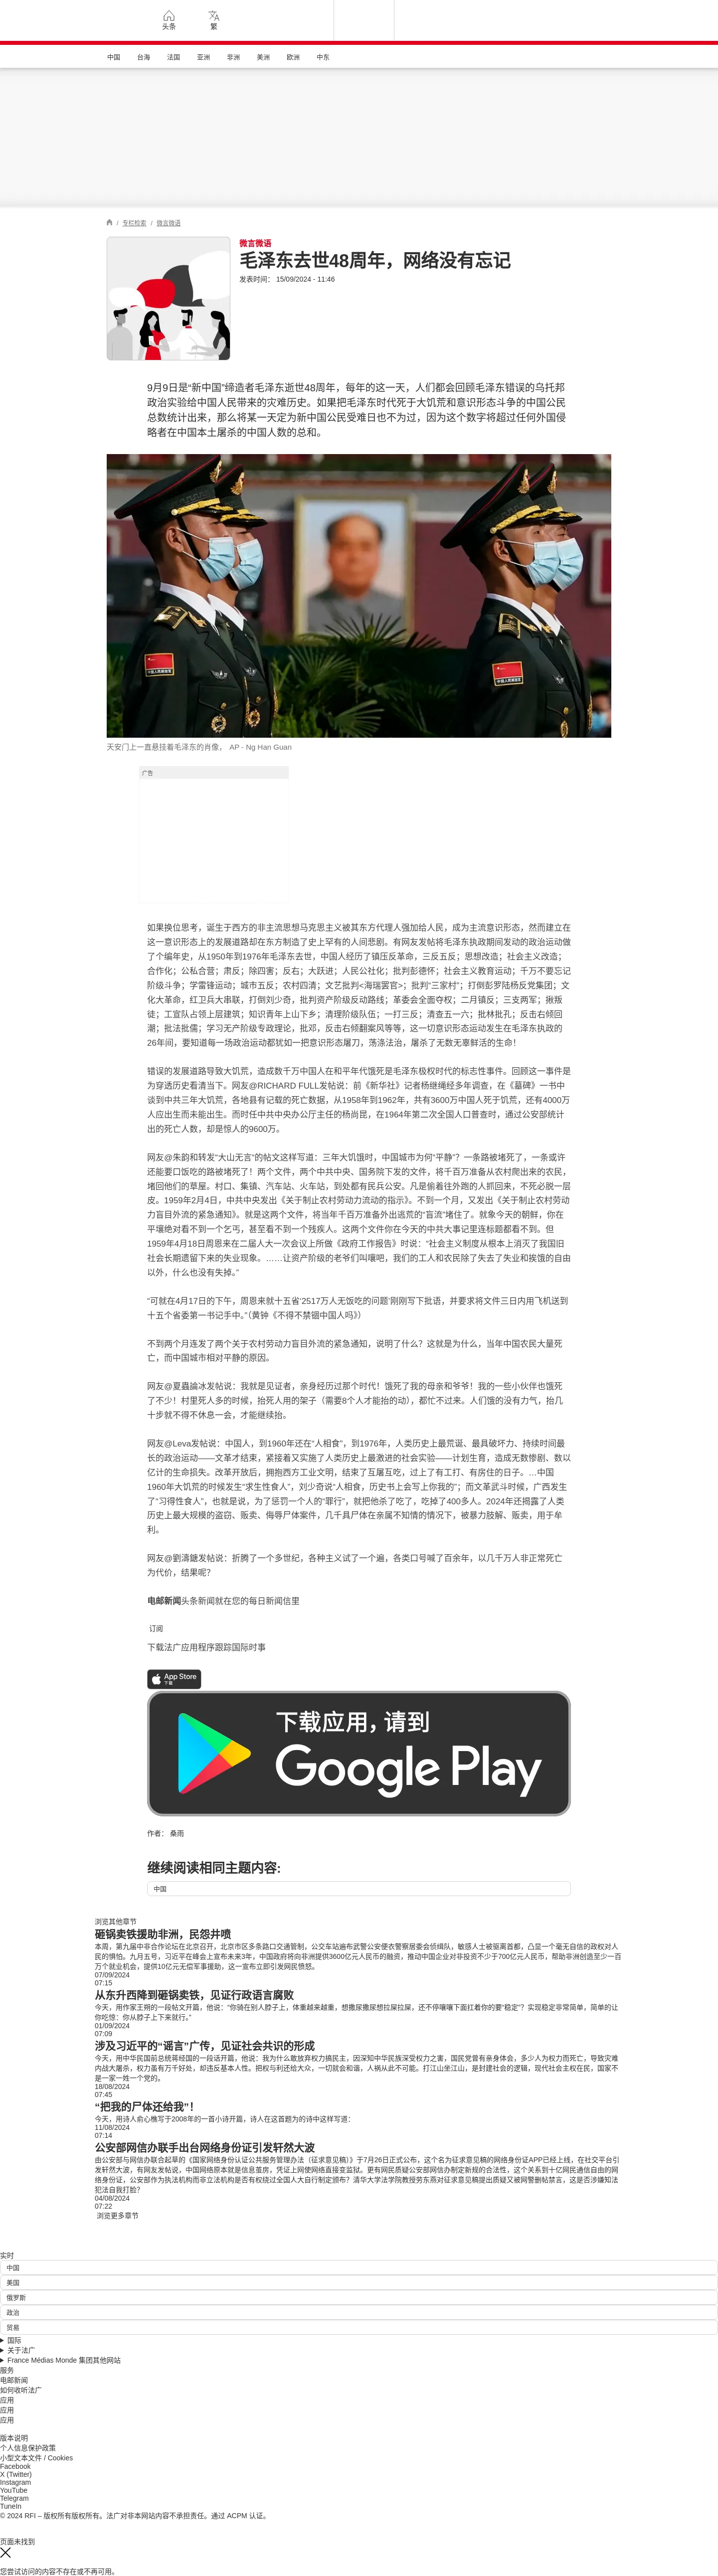 头条
繁
中国 台海 法国 亚洲 非洲 美洲 欧洲 中东
/ 专栏检索 / 微言微语
微言微语
毛泽东去世48周年，网络没有忘记
发表时间： 15/09/2024 - 11:46
9月9日是“新中国”缔造者毛泽东逝世48周年，每年的这一天，人们都会回顾毛泽东错误的乌托邦
政治实验给中国人民带来的灾难历史。如果把毛泽东时代死于大饥荒和意识形态斗争的中国公民
总数统计出来，那么将某一天定为新中国公民受难日也不为过，因为这个数字将超过任何外国侵
略者在中国本土屠杀的中国人数的总和。
天安门上一直悬挂着毛泽东的肖像， AP - Ng Han Guan
广告
如果换位思考，诞生于西方的非主流思想马克思主义被其东方代理人强加给人民，成为主流意识形态，然而建立在
这一意识形态上的发展道路却在东方制造了史上罕有的人间悲剧。有网友发帖将毛泽东执政期间发动的政治运动做
了个编年史，从1950年到1976年毛泽东去世，中国人经历了镇压反革命，三反五反；思想改造；社会主义改造；
合作化；公私合营；肃反；除四害；反右；大跃进；人民公社化；批判彭德怀；社会主义教育运动；千万不要忘记
阶级斗争；学雷锋运动；城市五反；农村四清；文艺批判<海瑞罢官>；批判“三家村”；打倒彭罗陆杨反党集团；文
化大革命，红卫兵大串联，打倒刘少奇，批判资产阶级反动路线；革委会全面夺权；二月镇反；三支两军；揪叛
徒；工宣队占领上层建筑；知识青年上山下乡；清理阶级队伍；一打三反；清查五一六；批林批孔；反击右倾回
潮；批法批儒；学习无产阶级专政理论，批邓，反击右倾翻案风等等，这一切意识形态运动发生在毛泽东执政的
26年间，要知道每一场政治运动都犹如一把意识形态屠刀，荡涤法治，屠杀了无数无辜鲜活的生命！
错误的发展道路导致大饥荒，造成数千万中国人在和平年代饿死是毛泽东极权时代的标志性事件。回顾这一事件是
为穿透历史看清当下。网友@RICHARD FULL发帖说：前《新华社》记者杨继绳经多年调查，在《墓碑》一书中
谈到中共三年大饥荒，各地县有记载的死亡数据，从1958年到1962年，共有3600万中国人死于饥荒，还有4000万
人应出生而未能出生。而时任中共中央办公厅主任的杨尚昆，在1964年第二次全国人口普查时，通过公安部统计
出的死亡人数，却是惊人的9600万。
网友@朱韵和转发“大山无言”的帖文这样写道：三年大饥饿时，中国城市为何“平静”？一条路被堵死了，一条或许
还能要口饭吃的路被堵死了！两个文件，两个中共中央、国务院下发的文件，将千百万准备从农村爬出来的农民，
堵回他们的草屋。村口、集镇、汽车站、火车站，到处都有民兵公安。凡是偷着往外跑的人抓回来，不死必脱一层
皮。1959年2月4日，中共中央发出《关于制止农村劳动力流动的指示》。不到一个月，又发出《关于制止农村劳动
力盲目外流的紧急通知》。就是这两个文件，将当年千百万准备外出逃荒的“盲流”堵住了。就象今天的朝鲜，你在
平壤绝对看不到一个乞丐，甚至看不到一个残疾人。这两个文件你在今天的中共大事记里连标题都看不到。但
1959年4月18日周恩来在二届人大一次会议上所做《政府工作报告》时说：“社会主义制度从根本上消灭了我国旧
社会长期遗留下来的失业现象。……让资产阶级的老爷们叫嚷吧，我们的工人和农民除了失去了失业和挨饿的自由
以外，什么也没有失掉。”
“可就在4月17日的下午，周恩来就十五省‘2517万人无饭吃的问题’刚刚写下批语，并要求将文件三日内用飞机送到
十五个省委第一书记手中。”（黄钟《不得不禁锢中国人吗》）
不到两个月连发了两个关于农村劳动力盲目外流的紧急通知，说明了什么？这就是为什么，当年中国农民大量死
亡，而中国城市相对平静的原因。
网友@夏蟲論冰发帖说：我就是见证者，亲身经历过那个时代！饿死了我的母亲和爷爷！我的一些小伙伴也饿死
了不少！村里死人多的时候，抬死人用的架子（需要8个人才能抬的动），都忙不过来。人们饿的没有力气，抬几
十步就不得不休息一会，才能继续抬。
网友@Leva发帖说：中国人，到1960年还在“人相食”，到1976年，人类历史上最荒诞、最具破坏力、持续时间最
长的政治运动——文革才结束，紧接着又实施了人类历史上最激进的社会实验——计划生育，造成无数惨剧、数以
亿计的生命损失。改革开放后，拥抱西方工业文明，结束了互屠互吃，过上了有工打、有房住的日子。…中国
1960年大饥荒的时候发生“求生性食人”，刘少奇说“人相食，历史书上会写上你我的”；而文革武斗时候，广西发生
了“习得性食人”，也就是说，为了惩罚一个人的“罪行”，就把他杀了吃了，吃掉了400多人。2024年还揭露了人类
历史上最大规模的盗窃、贩卖、侮辱尸体案件，几千具尸体在亲属不知情的情况下，被暴力肢解、贩卖，用于牟
利。
网友@劉濤鏸发帖说：折腾了一个多世纪，各种主义试了一个遍，各类口号喊了百余年，以几千万人非正常死亡
为代价，结果呢？
电邮新闻头条新闻就在您的每日新闻信里
订阅
下载法广应用程序跟踪国际时事
App Store
下载
下载应用，请到
Google Play
作者： 桑雨
继续阅读相同主题内容:
中国
浏览其他章节
砸锅卖铁援助非洲，民怨井喷
本周，第九届中非合作论坛在北京召开，北京市区多条路口交通管制，公交车站遍布武警公安便衣警察居委会侦缉队，敏感人士被驱离首都，凸显一个毫无自信的政权对人
民的惧怕。九月五号，习近平在峰会上宣布未来3年，中国政府将向非洲提供3600亿元人民币的融资，推动中国企业对非投资不少于700亿元人民币，帮助非洲创造至少一百
万个就业机会，提供10亿元无偿军事援助，这一宣布立即引发网民愤怒。
07/09/2024
07:15
从东升西降到砸锅卖铁，见证行政语言腐败
今天，用作家王朔的一段帖文开篇，他说：“你骑在别人脖子上，体重越来越重，想撒尿撒尿想拉屎拉屎，还不停嚷嚷下面扛着你的要“稳定”？实现稳定非常简单，简单的让
你吃惊：你从脖子上下来就行。”
01/09/2024
07:09
涉及习近平的“谣言”广传，见证社会共识的形成
今天，用中华民国前总统蒋经国的一段话开篇，他说：我为什么敢放弃权力搞民主，因深知中华民族深受权力之害，国民党曾有亲身体会，多少人为权力而死亡，导致灾难
内战大屠杀，权力虽有万千好处，却违反基本人性。把权与利还给大众，一切就会和谐，人祸从此不可能。打江山坐江山，是封建社会的逻辑，现代社会主权在民，国家不
是一家一姓一个党的。
18/08/2024
07:45
“把我的尸体还给我”！
今天，用诗人俞心樵写于2008年的一首小诗开篇，诗人在这首题为的诗中这样写道：
11/08/2024
07:14
公安部网信办联手出台网络身份证引发轩然大波
由公安部与网信办联合起草的《国家网络身份认证公共服务管理办法（征求意见稿）》于7月26日正式公布，这个名为征求意见稿的网络身份证APP已经上线，在社交平台引
发轩然大波，有网友发帖说，中国网络原本就是信息茧房，凭证上网使网络直接变监狱。更有网民质疑公安部网信办制定新规的合法性，这个关系到十亿网民通信自由的网
络身份证，公安部作为执法机构而非立法机构是否有权绕过全国人大自行制定颁布？清华大学法学院教授劳东燕对征求意见稿提出质疑又被网警删帖禁言，这是否涉嫌知法
犯法自我打脸？
04/08/2024
07:22
浏览更多章节
实时
中国
美国
俄罗斯
政治
贸易
国际
关于法广
France Médias Monde 集团其他网站
服务
电邮新闻
如何收听法广
应用
应用
应用
版本说明
个人信息保护政策
小型文本文件 / Cookies
Facebook
X (Twitter)
Instagram
YouTube
Telegram
TuneIn
© 2024 RFI – 版权所有版权所有。法广对非本网站内容不承担责任。通过 ACPM 认证。
页面未找到
您尝试访问的内容不存在或不再可用。